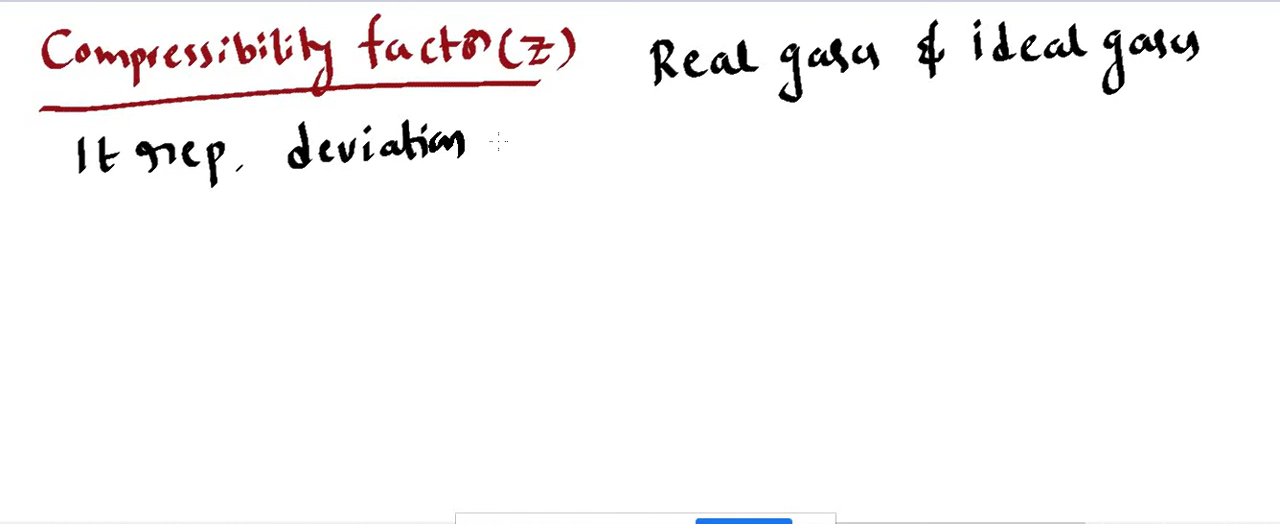 Compressibility factor (z) Real gases & ideal gases
It rep. deviation